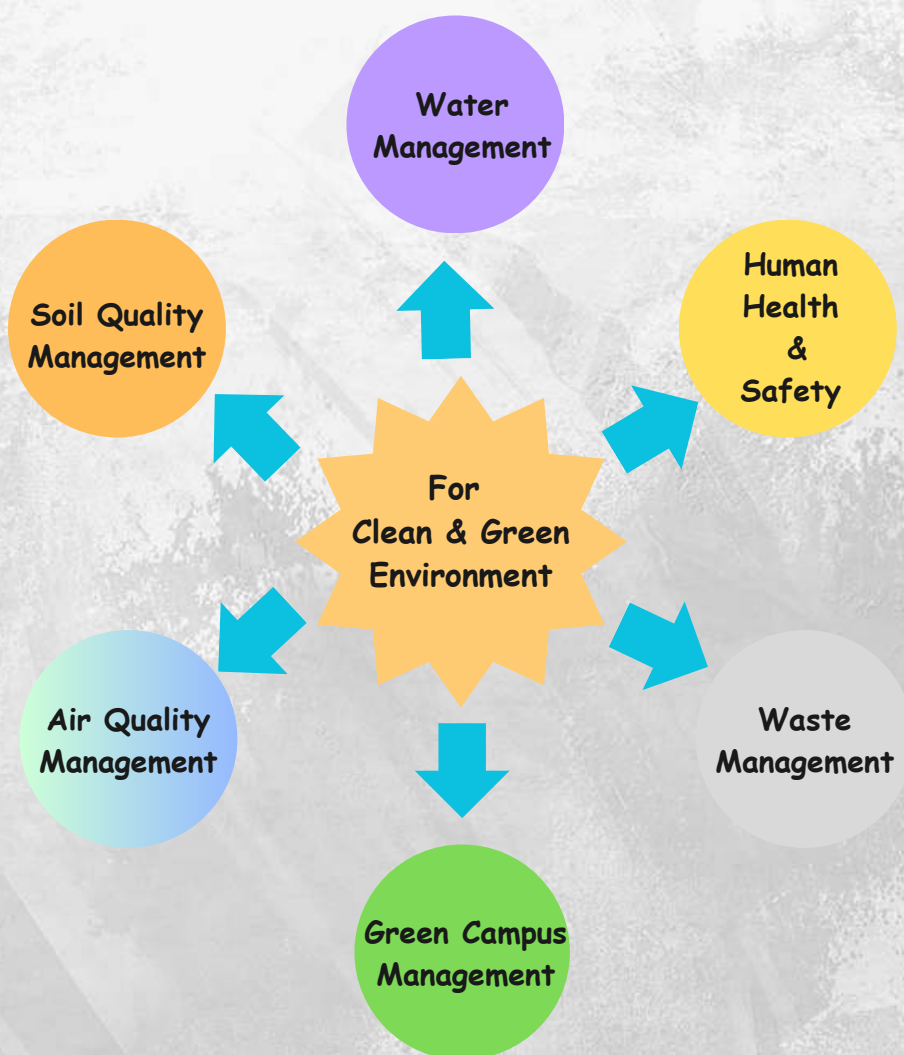 Water
Management
Soil Quality
Management
Human
Health
&
Safety
For
Clean & Green
Environment
Air Quality
Management
Waste
Management
Green Campus
Management